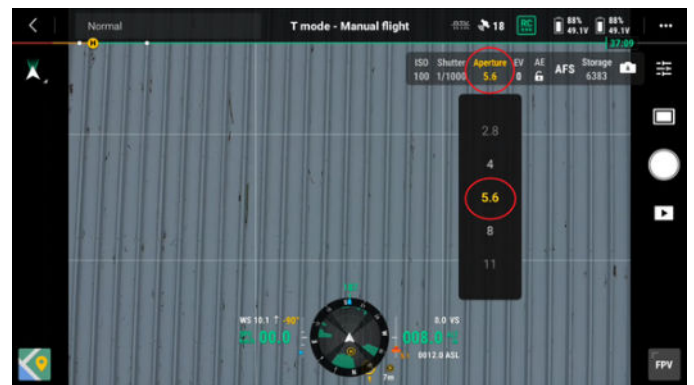 Normal
T mode - Manual flight
18
RC
88%
49.1V
88%
49.1V
37:09
H
ISO
100
Shutter
1/1000
Aperture
5.6
EV
0
AE
AFS
Storage
6383
2.8
4
5.6
8
11
WS 10.1
-90°
00.0
0.0 VS
008.0
0012.0 ASL
N
7m
FPV